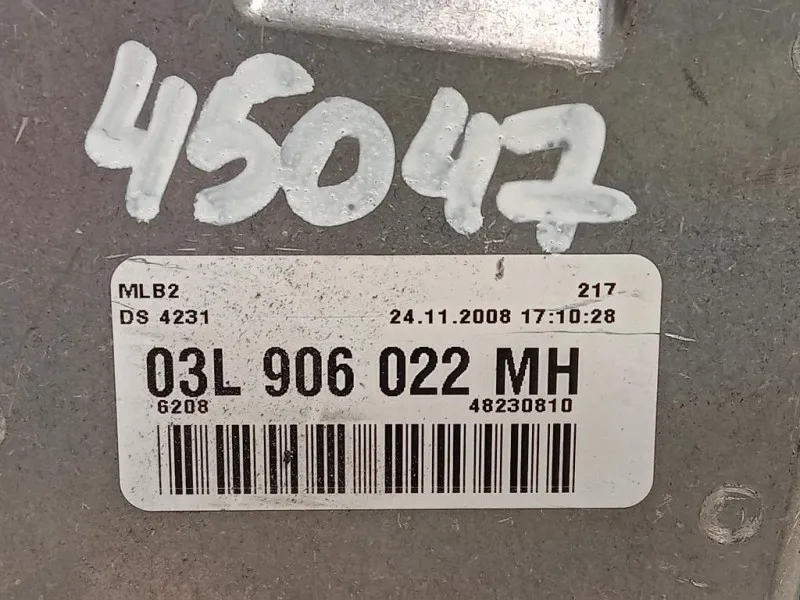 45047
MLB2 217
DS 4231 24.11.2008 17:10:28
03L 906 022 MH
6208 48230810